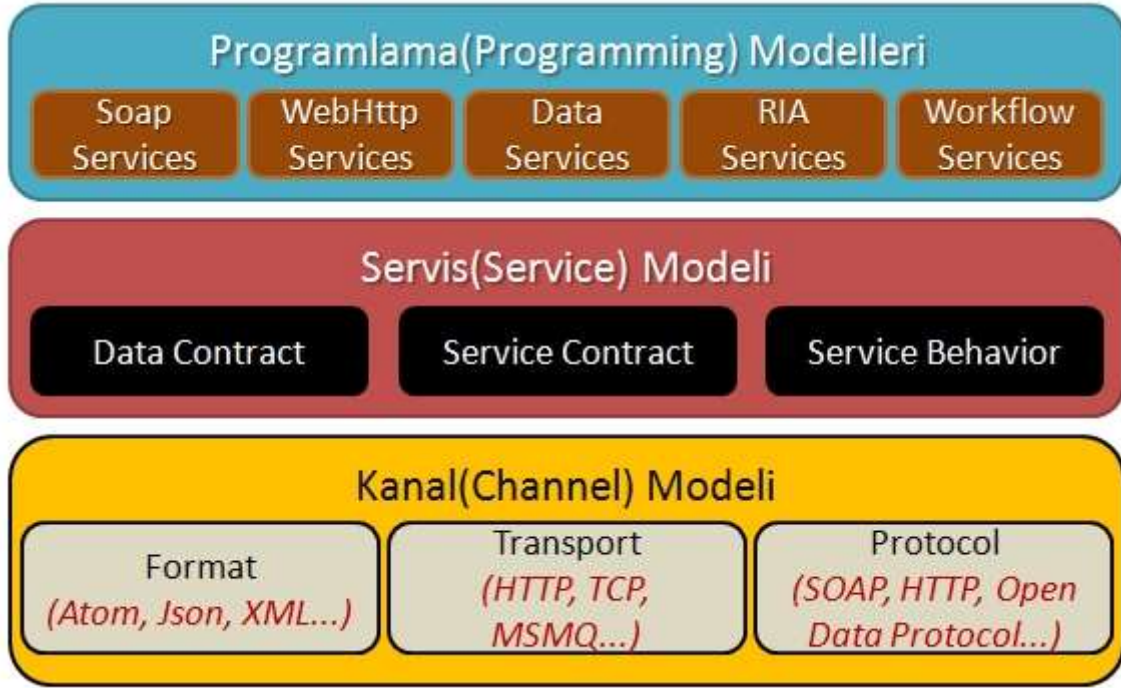 Programlama(Programming) Modelleri
Soap
Services
WebHttp
Services
Data
Services
RIA
Services
Workflow
Services
Servis(Service) Modeli
Data Contract
Service Contract
Service Behavior
Kanal(Channel) Modeli
Format
(Atom, Json, XML...)
Transport
(HTTP, TCP,
MSMQ...)
Protocol
(SOAP, HTTP, Open
Data Protocol...)